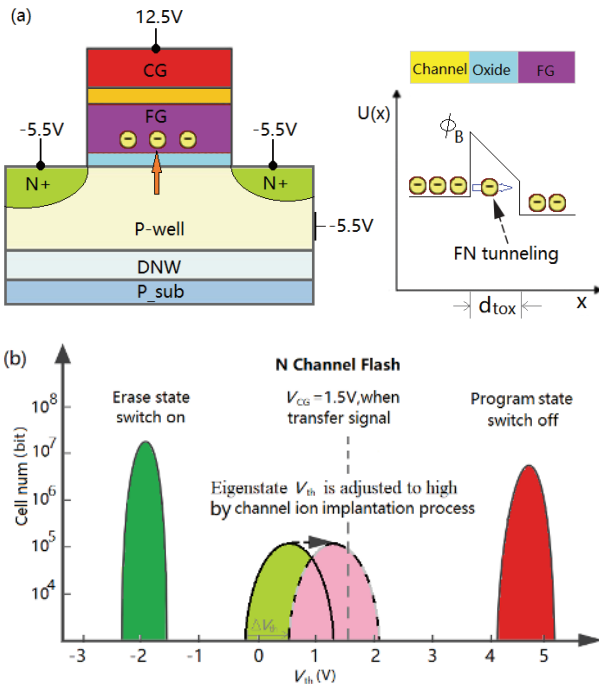 (a)
12.5V
CG
FG
-5.5V
-5.5V
N+
N+
P-well
-5.5V
DNW
P_sub
Channel Oxide FG
U(x)
ϕB
FN tunneling
dtox
x
(b)
N Channel Flash
Erase state
switch on
VCG=1.5V,when
transfer signal
Program state
switch off
Cell num (bit)
10⁸
10⁷
10⁶
10⁵
10⁴
Eigenstate Vth is adjusted to high
by channel ion implantation process
ΔVth
-3 -2 -1 0 1 2 3 4 5
Vth(V)